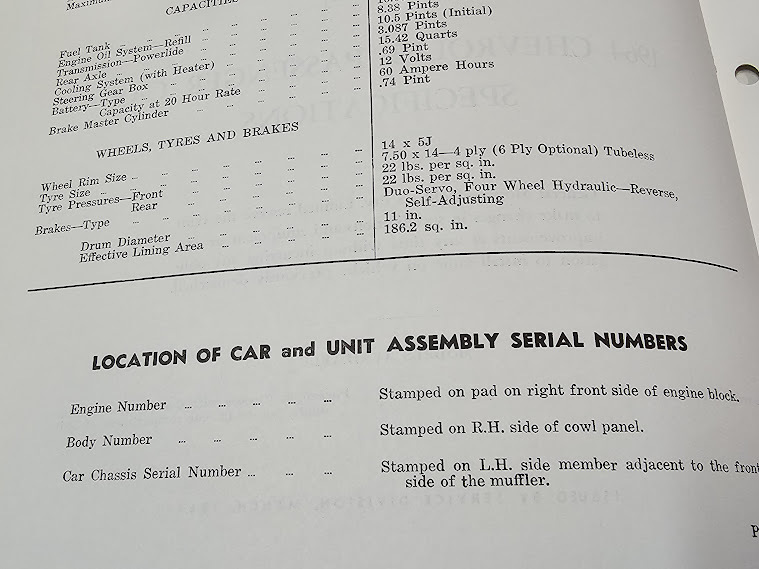 Maximum
CAPACITIES
Fuel Tank
Engine Oil System—Refill ... 8.38 Pints
Transmission—Powerlide ... 10.5 Pints (Initial)
Rear Axle ... 3.087 Pints
Cooling System (with Heater) ... 15.42 Quarts
Steering Gear Box ... .69 Pint
Battery—Type ... 12 Volts
Capacity at 20 Hour Rate ... 60 Ampere Hours
Brake Master Cylinder ... .74 Pint
WHEELS, TYRES AND BRAKES
Wheel Rim Size ... 14 x 5J
Tyre Size ... 7.50 x 14—4 ply (6 Ply Optional) Tubeless
Tyre Pressures—Front ... 22 lbs. per sq. in.
Rear ... 22 lbs. per sq. in.
Brakes—Type ... Duo-Servo, Four Wheel Hydraulic—Reverse,
Self-Adjusting
Drum Diameter ... 11 in.
Effective Lining Area ... 186.2 sq. in.
LOCATION OF CAR and UNIT ASSEMBLY SERIAL NUMBERS
Engine Number ... Stamped on pad on right front side of engine block.
Body Number ... Stamped on R.H. side of cowl panel.
Car Chassis Serial Number ... Stamped on L.H. side member adjacent to the front
side of the muffler.
P